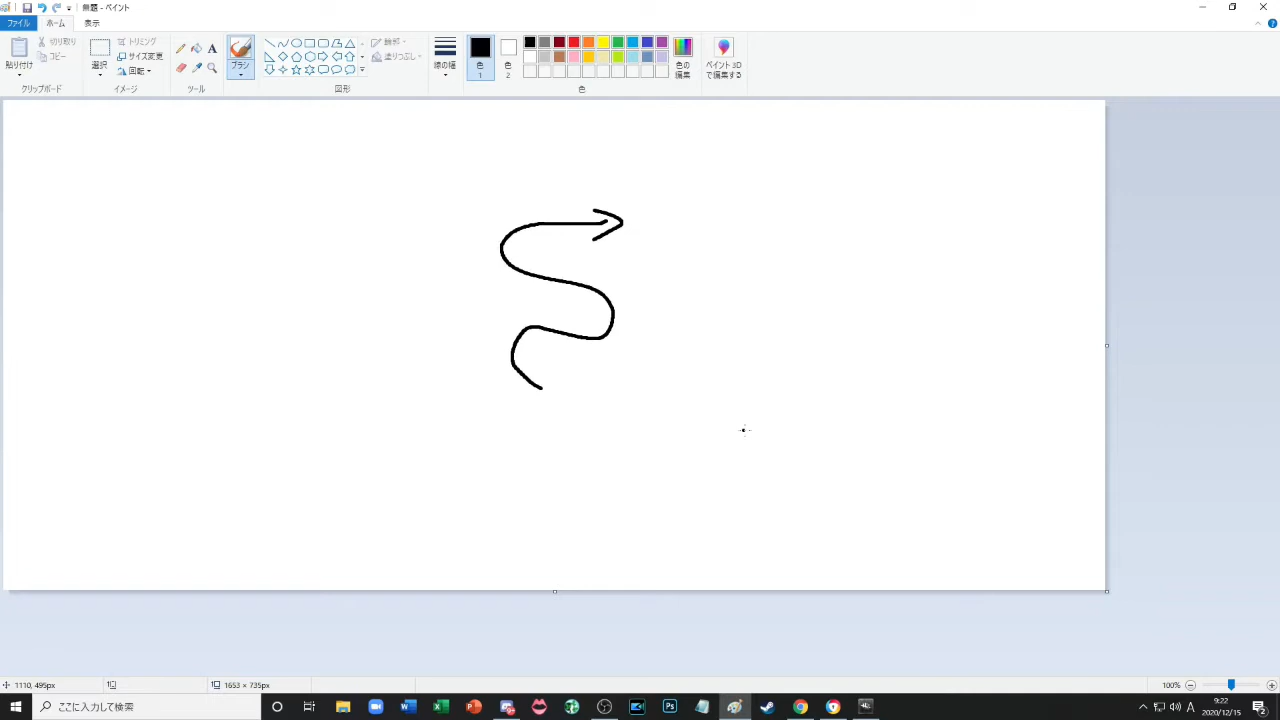 無題 - ペイント
ファイル ホーム 表示
貼り付け
切り取り
コピー
クリップボード
選択
トリミング
サイズ変更
回転
イメージ
A
ツール
ブラシ
輪郭
塗りつぶし
図形
線の幅
色
1
色
2
色の
編集
色
ペイント 3D
で編集する
1110, 495px
1653 × 735px
100%
ここに入力して検索
A
9:22
2020/12/15
2